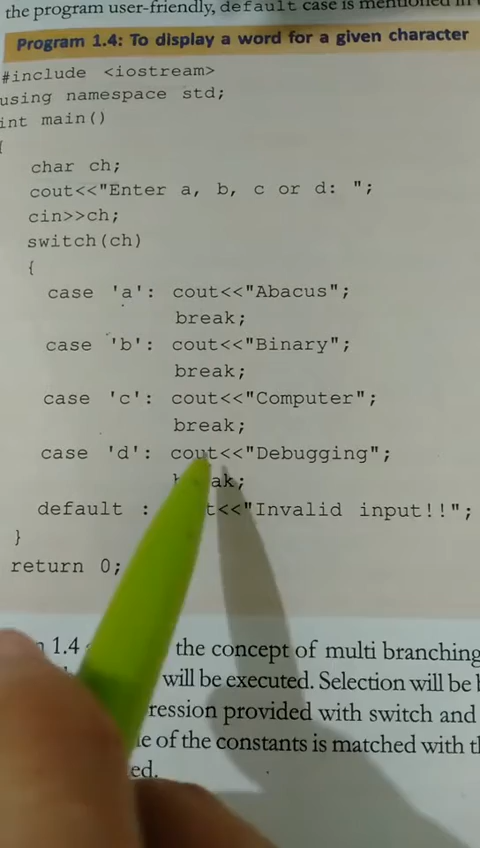 the program user-friendly, default case is mentioned in
Program 1.4: To display a word for a given character
#include <iostream>
using namespace std;
int main()
{
char ch;
cout<<"Enter a, b, c or d: ";
cin>>ch;
switch(ch)
{
case 'a': cout<<"Abacus";
break;
case 'b': cout<<"Binary";
break;
case 'c': cout<<"Computer";
break;
case 'd': cout<<"Debugging";
ak;
default : t<<"Invalid input!!";
}
return 0;
1.4 the concept of multi branching
will be executed. Selection will be
ression provided with switch and
of the constants is matched with
ed.